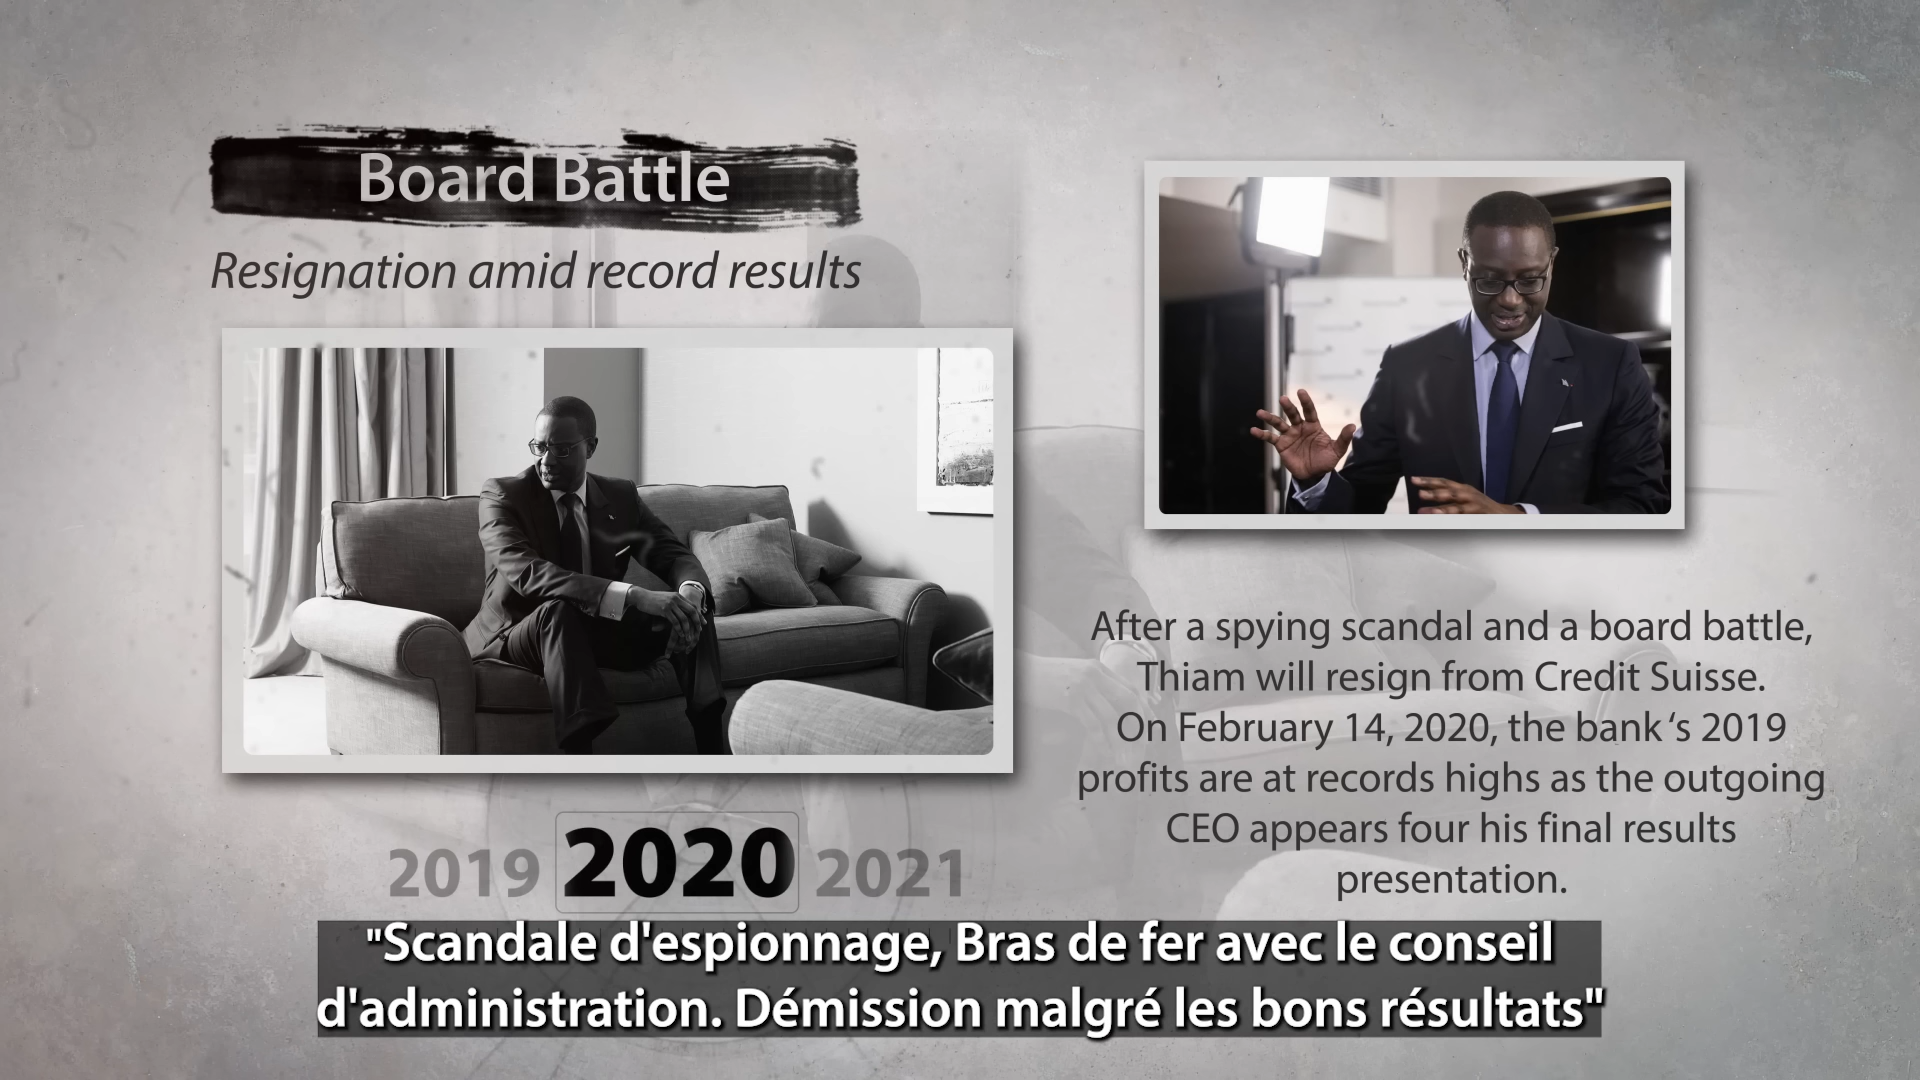 Board Battle
Resignation amid record results
After a spying scandal and a board battle,
Thiam will resign from Credit Suisse.
On February 14, 2020, the bank ‘s 2019
profits are at records highs as the outgoing
CEO appears four his final results
presentation.
2019 2020 2021
"Scandale d'espionnage, Bras de fer avec le conseil
d'administration. Démission malgré les bons résultats"